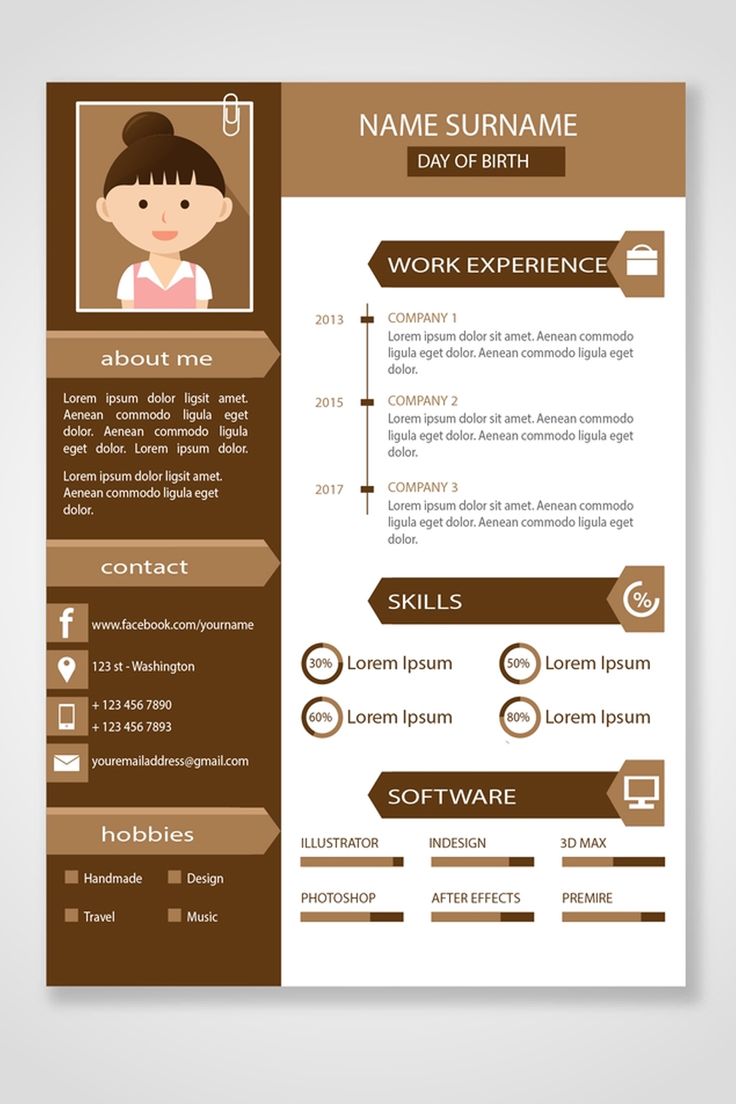 NAME SURNAME
DAY OF BIRTH
about me
Lorem ipsum dolor ligsit amet.
Aenean commodo ligula eget
dolor. Aenean commodo ligula
eget dolor. Lorem ipsum dolor.
Lorem ipsum dolor ligsit amet.
Aenean commodo ligula eget
dolor.
contact
f
www.facebook.com/yourname
123 st - Washington
+ 123 456 7890
+ 123 456 7893
youremailaddress@gmail.com
hobbies
Handmade
Design
Travel
Music
WORK EXPERIENCE
2013
COMPANY 1
Lorem ipsum dolor sit amet. Aenean commodo
ligula eget dolor. Aenean commodo ligula eget
dolor.
2015
COMPANY 2
Lorem ipsum dolor sit amet. Aenean commodo
ligula eget dolor. Aenean commodo ligula eget
dolor.
2017
COMPANY 3
Lorem ipsum dolor sit amet. Aenean commodo
ligula eget dolor. Aenean commodo ligula eget
dolor.
SKILLS
%
30% Lorem Ipsum
50% Lorem Ipsum
60% Lorem Ipsum
80% Lorem Ipsum
SOFTWARE
ILLUSTRATOR
INDESIGN
3D MAX
PHOTOSHOP
AFTER EFFECTS
PREMIRE